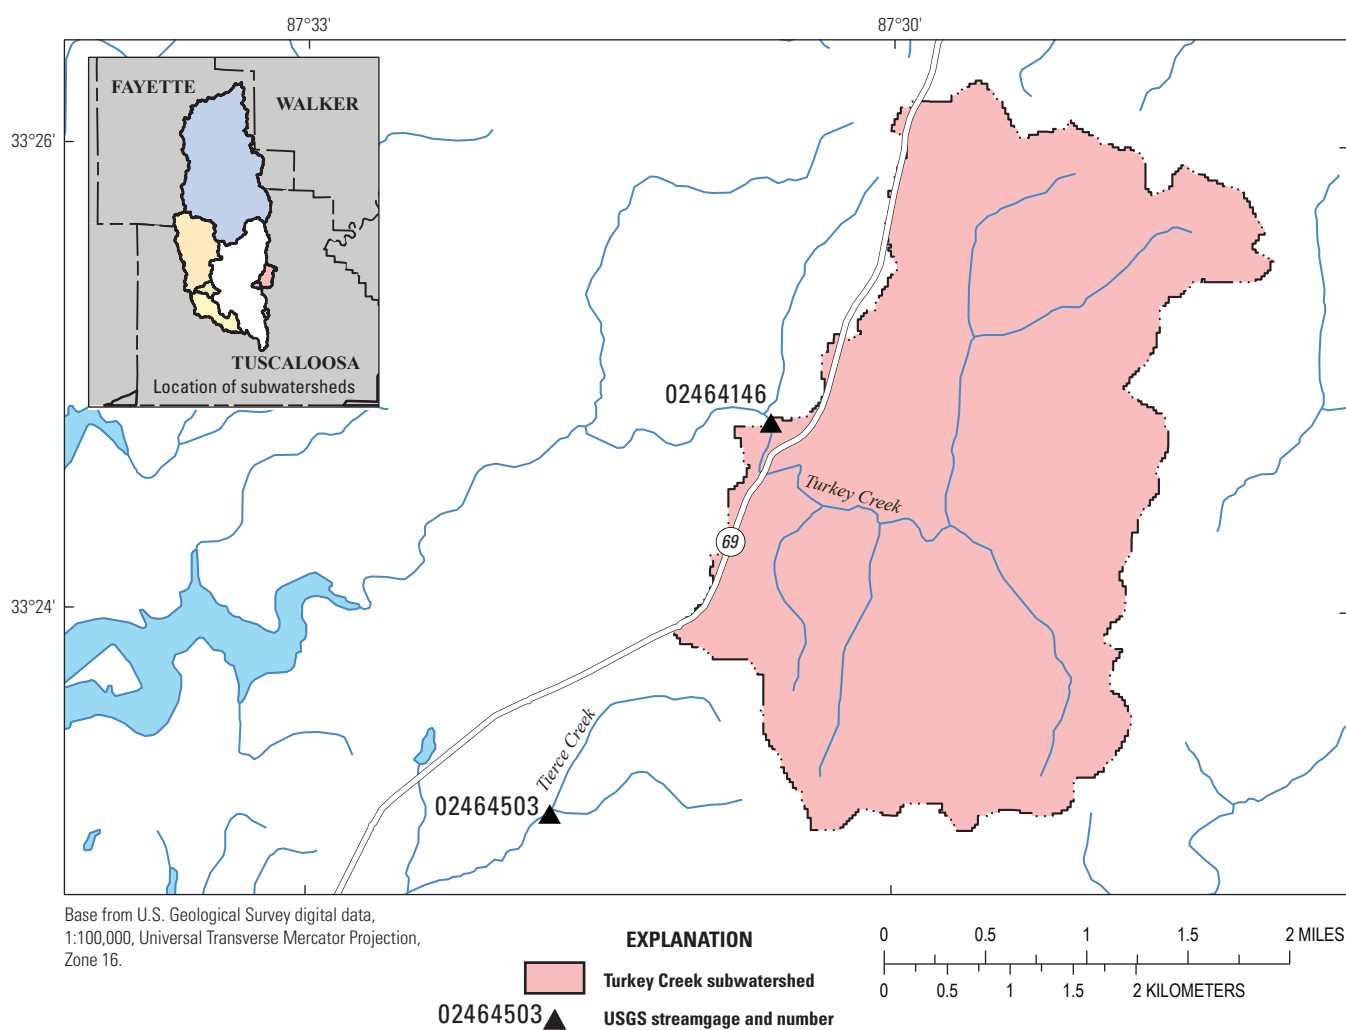 87°33'
87°30'
33°26'
33°24'
FAYETTE
WALKER
TUSCALOOSA
Location of subwatersheds
02464146
Turkey Creek
69
Tierce Creek
02464503
Base from U.S. Geological Survey digital data,
1:100,000, Universal Transverse Mercator Projection,
Zone 16.
EXPLANATION
Turkey Creek subwatershed
02464503 USGS streamgage and number
0 0.5 1 1.5 2 MILES
0 0.5 1 1.5 2 KILOMETERS